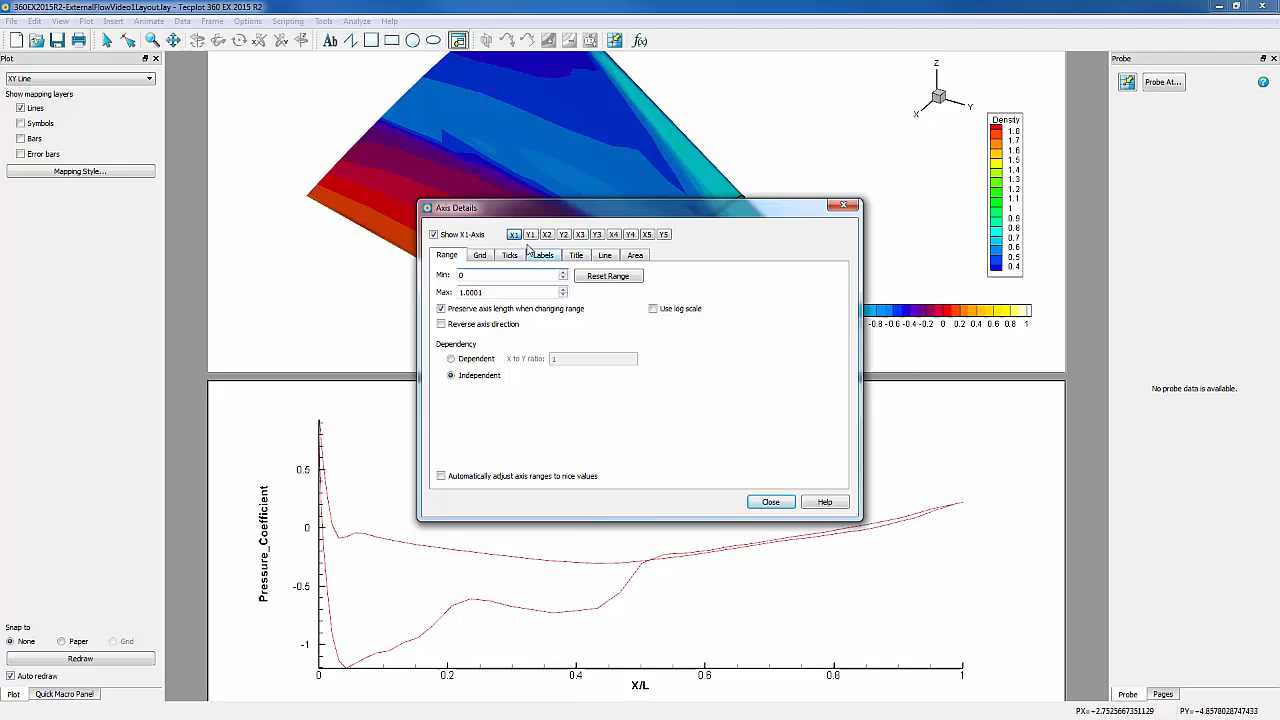 360EX2015R2-ExternalFlowVideo1Layout.lay - Tecplot 360 EX 2015 R2
File Edit View Plot Insert Animate Data Frame Options Scripting Tools Analyze Help
Ab f(x)
Plot
XY Line
Show mapping layers
Lines
Symbols
Bars
Error bars
Mapping Style...
Snap to
None Paper Grid
Redraw
Auto redraw
Plot Quick Macro Panel
Z
Y
X
Density
1.8
1.7
1.6
1.5
1.4
1.3
1.2
1.1
1
0.9
0.8
0.7
0.6
0.5
0.4
-0.8 -0.6 -0.4 -0.2 0 0.2 0.4 0.6 0.8 1
Axis Details
Show X1-Axis X1 Y1 X2 Y2 X3 Y3 X4 Y4 X5 Y5
Range Grid Ticks Labels Title Line Area
Min: 0 Reset Range
Max: 1.0001
Preserve axis length when changing range Use log scale
Reverse axis direction
Dependency
Dependent X to Y ratio: 1
Independent
Automatically adjust axis ranges to nice values
Close Help
Pressure_Coefficient
0.5
0
-0.5
-1
0 0.2 0.4 0.6 0.8 1
X/L
Probe
Probe At...
No probe data is available.
Probe Pages
PX=+2.7525667351129 PY=+4.8578028747433